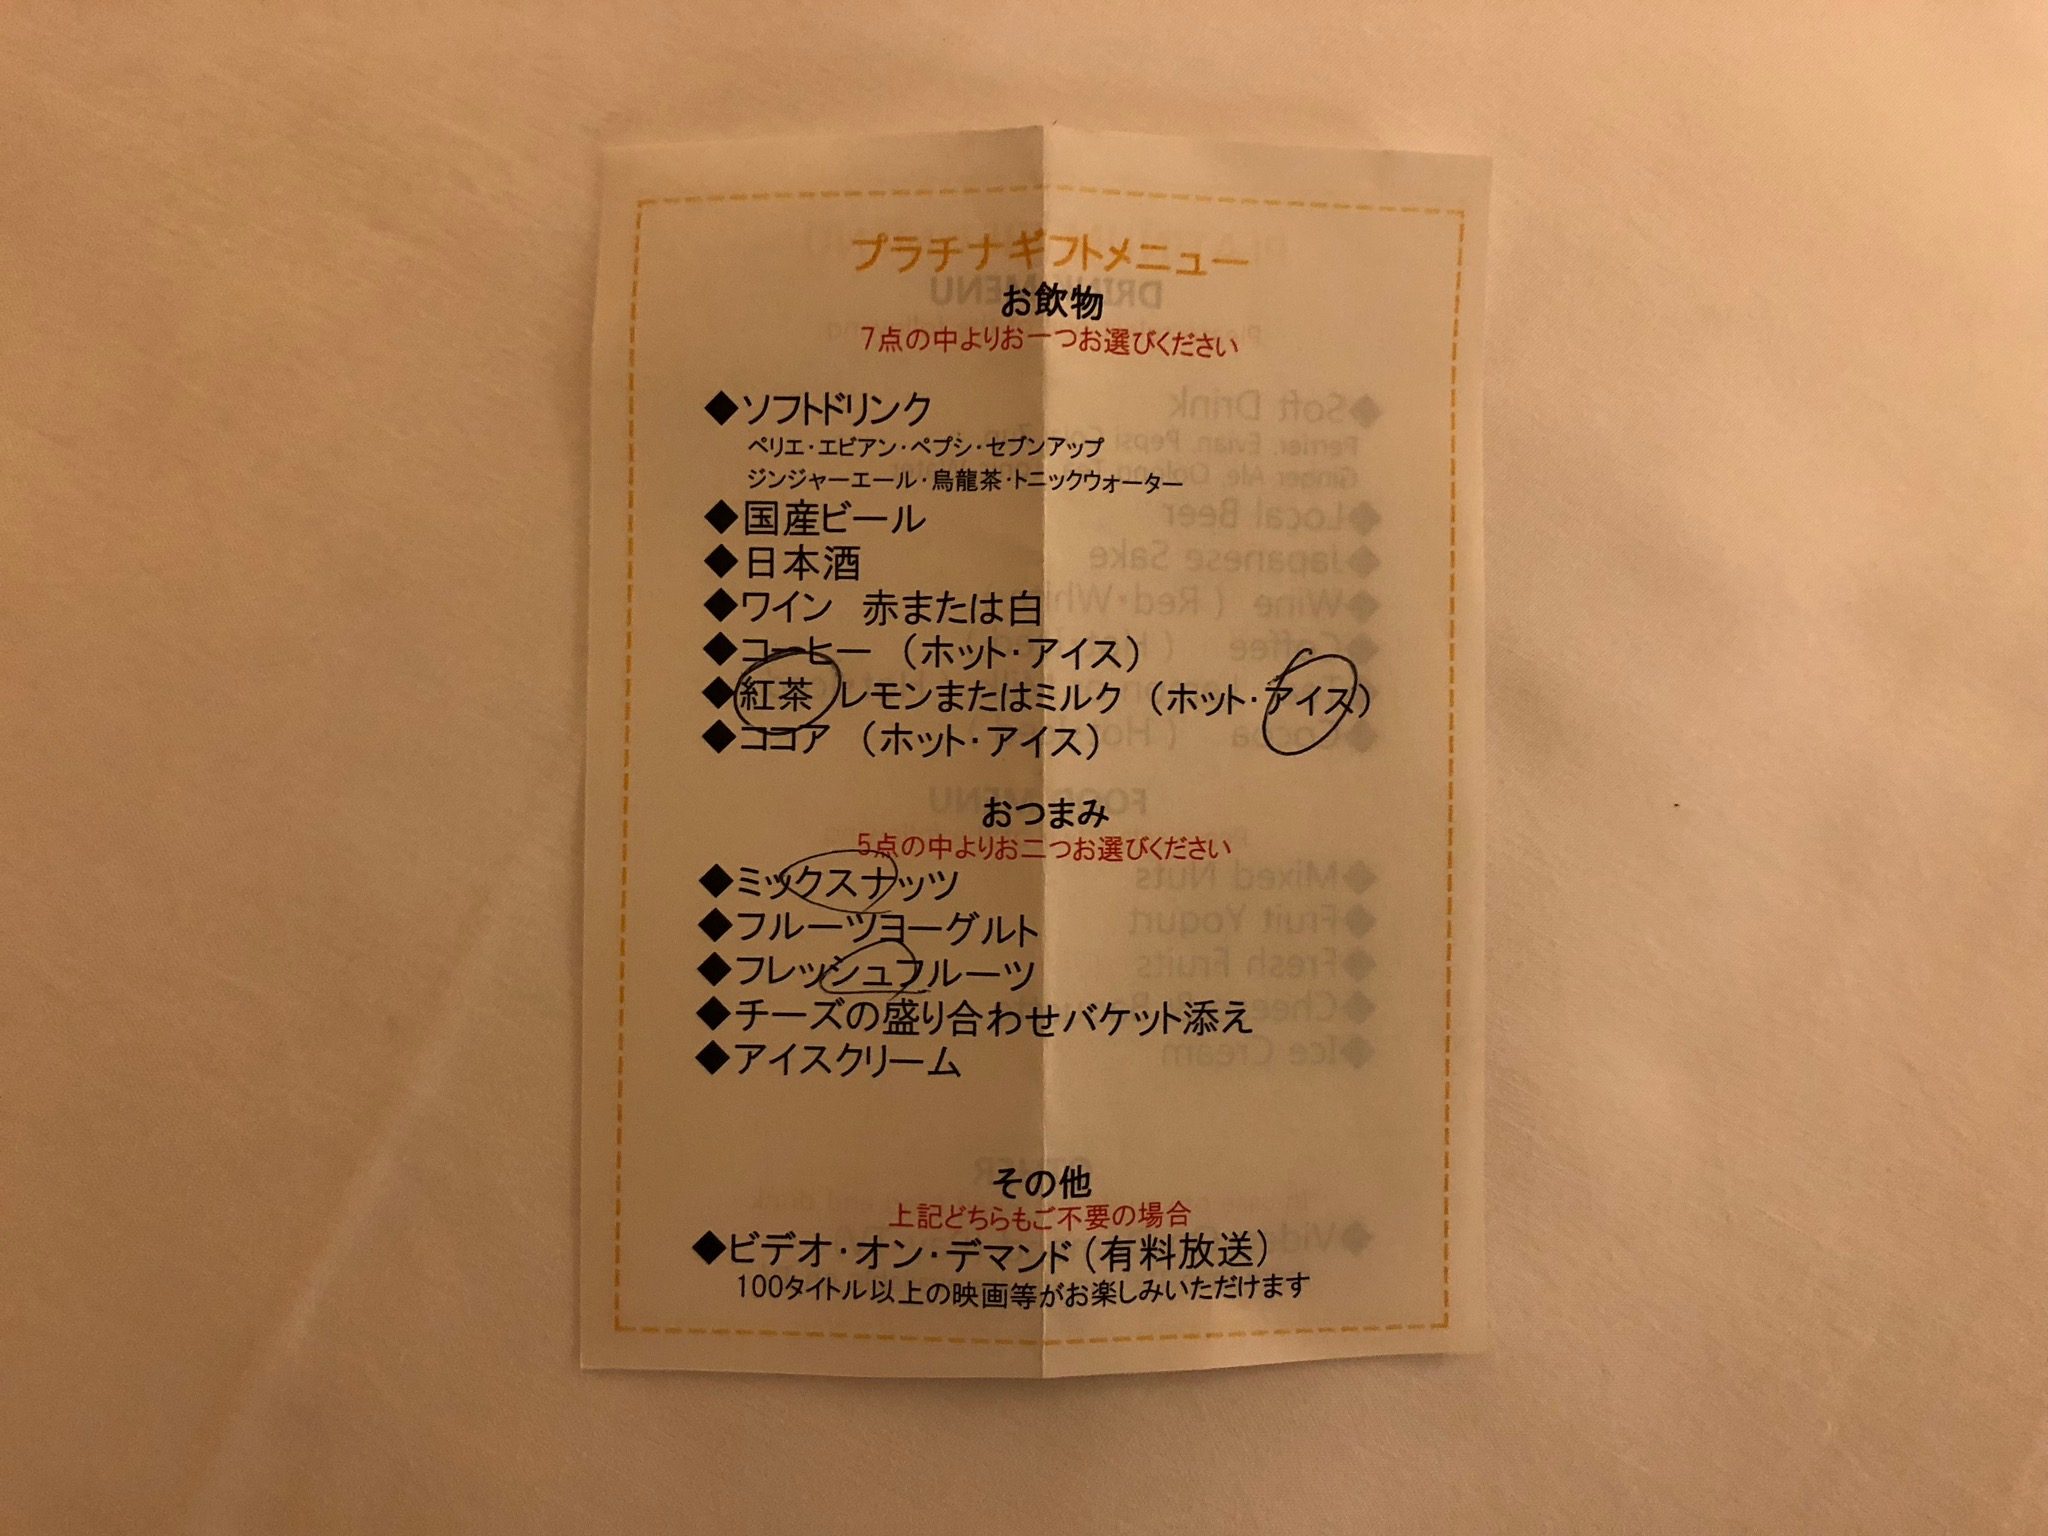 プラチナギフトメニュー
お飲物
7点の中よりお一つお選びください
◆ソフトドリンク
ペリエ・エビアン・ペプシ・セブンアップ
ジンジャーエール・烏龍茶・トニックウォーター
◆国産ビール
◆日本酒
◆ワイン 赤または白
◆コーヒー （ホット・アイス）
◆紅茶 レモンまたはミルク （ホット・アイス）
◆ココア （ホット・アイス）
おつまみ
5点の中よりお二つお選びください
◆ミックスナッツ
◆フルーツヨーグルト
◆フレッシュフルーツ
◆チーズの盛り合わせバケット添え
◆アイスクリーム
その他
上記どちらもご不要の場合
◆ビデオ・オン・デマンド（有料放送）
100タイトル以上の映画等がお楽しみいただけます